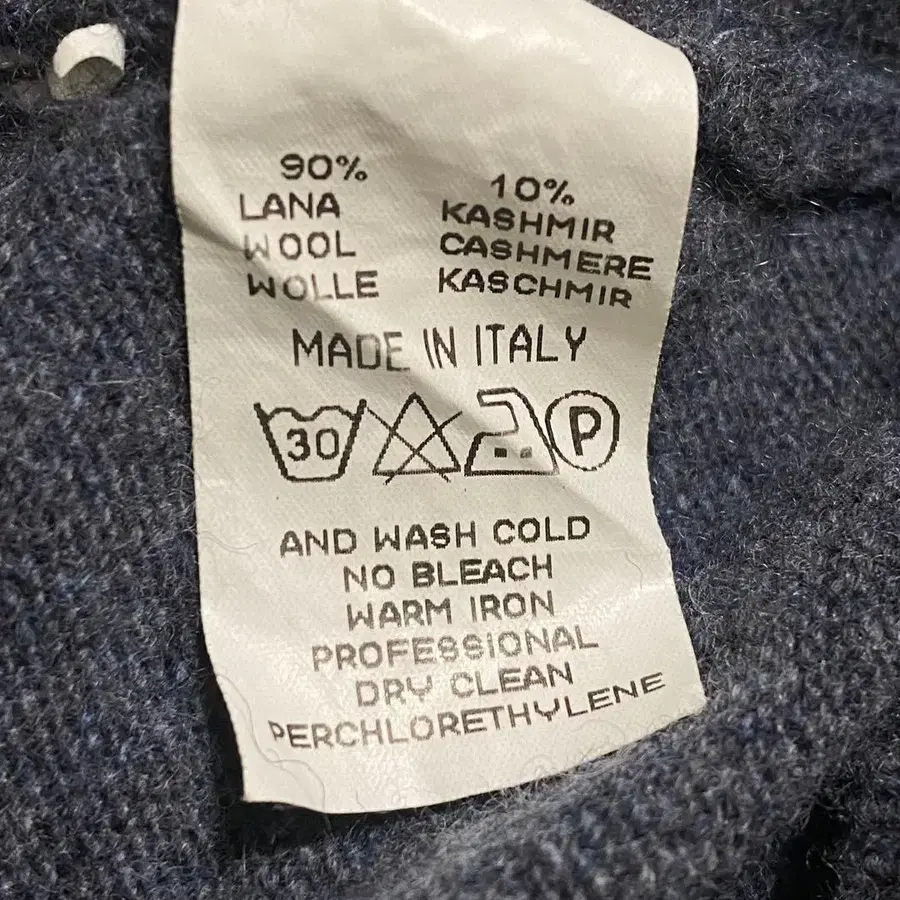 90%
LANA
WOOL
WOLLE
10%
KASHMIR
CASHMERE
KASCHMIR
MADE IN ITALY
30 P
AND WASH COLD
NO BLEACH
WARM IRON
PROFESSIONAL
DRY CLEAN
PERCHLORETHYLENE